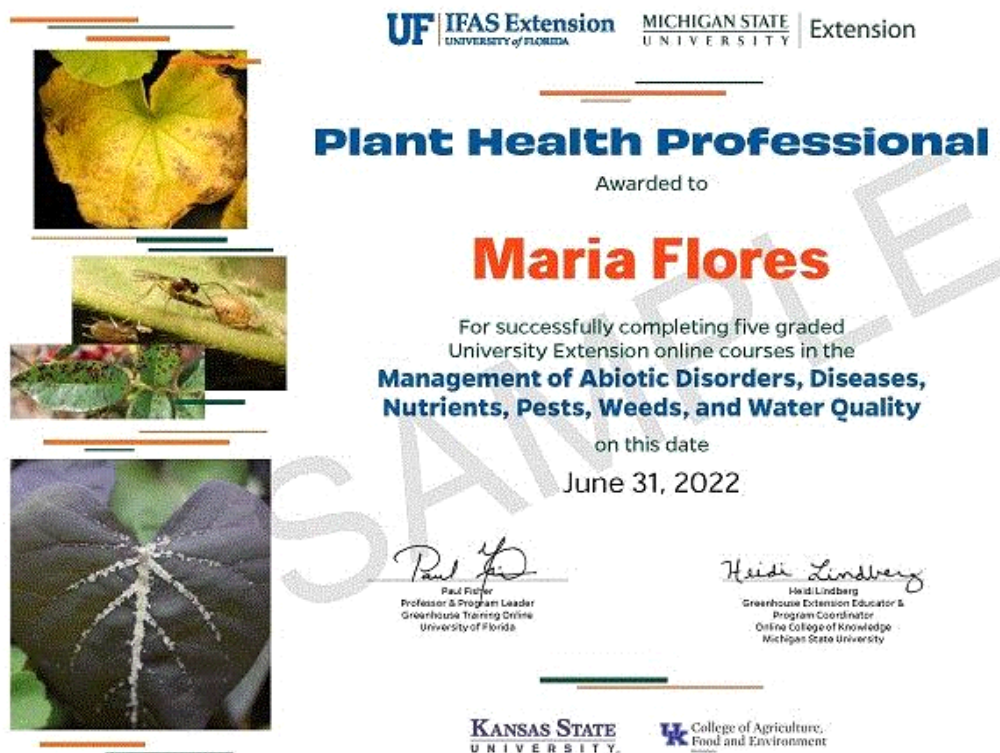 UF IFAS Extension
UNIVERSITY of FLORIDA
MICHIGAN STATE
UNIVERSITY
Extension
Plant Health Professional
Awarded to
Maria Flores
For successfully completing five graded
University Extension online courses in the
Management of Abiotic Disorders, Diseases,
Nutrients, Pests, Weeds, and Water Quality
on this date
June 31, 2022
SAMPLE
Paul
Paul Fisher
Professor & Program Leader
Greenhouse Training Online
University of Florida
Heidi Lindberg
Heidi Lindberg
Greenhouse Extension Educator &
Program Coordinator
Online College of Knowledge
Michigan State University
KANSAS STATE
UNIVERSITY
UK College of Agriculture,
Food and Environment